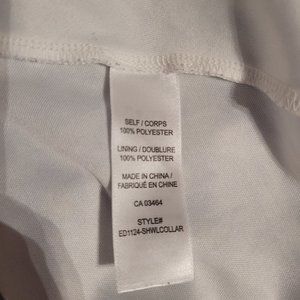 SELF / CORPS
100% POLYESTER
LINING / DOUBLURE
100% POLYESTER
MADE IN CHINA /
FABRIQUÉ EN CHINE
CA 03464
STYLE#
ED1124-SHWLCOLLAR